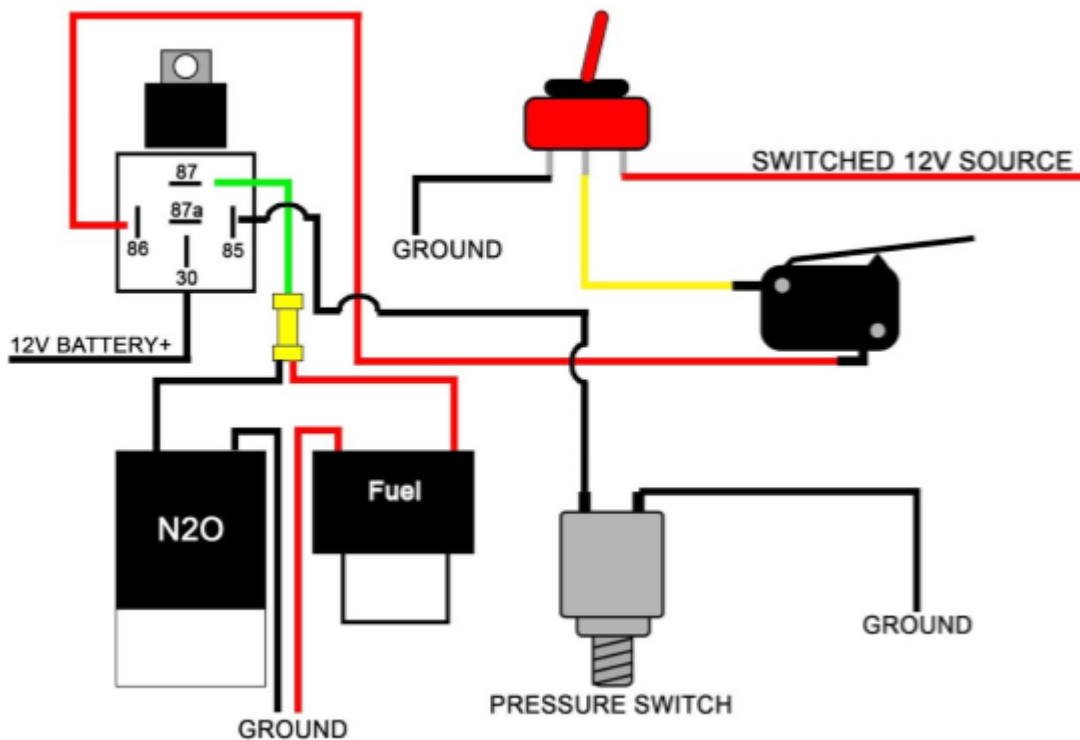 SWITCHED 12V SOURCE
87
87a
86
85
30
GROUND
12V BATTERY+
N2O
Fuel
GROUND
PRESSURE SWITCH
GROUND